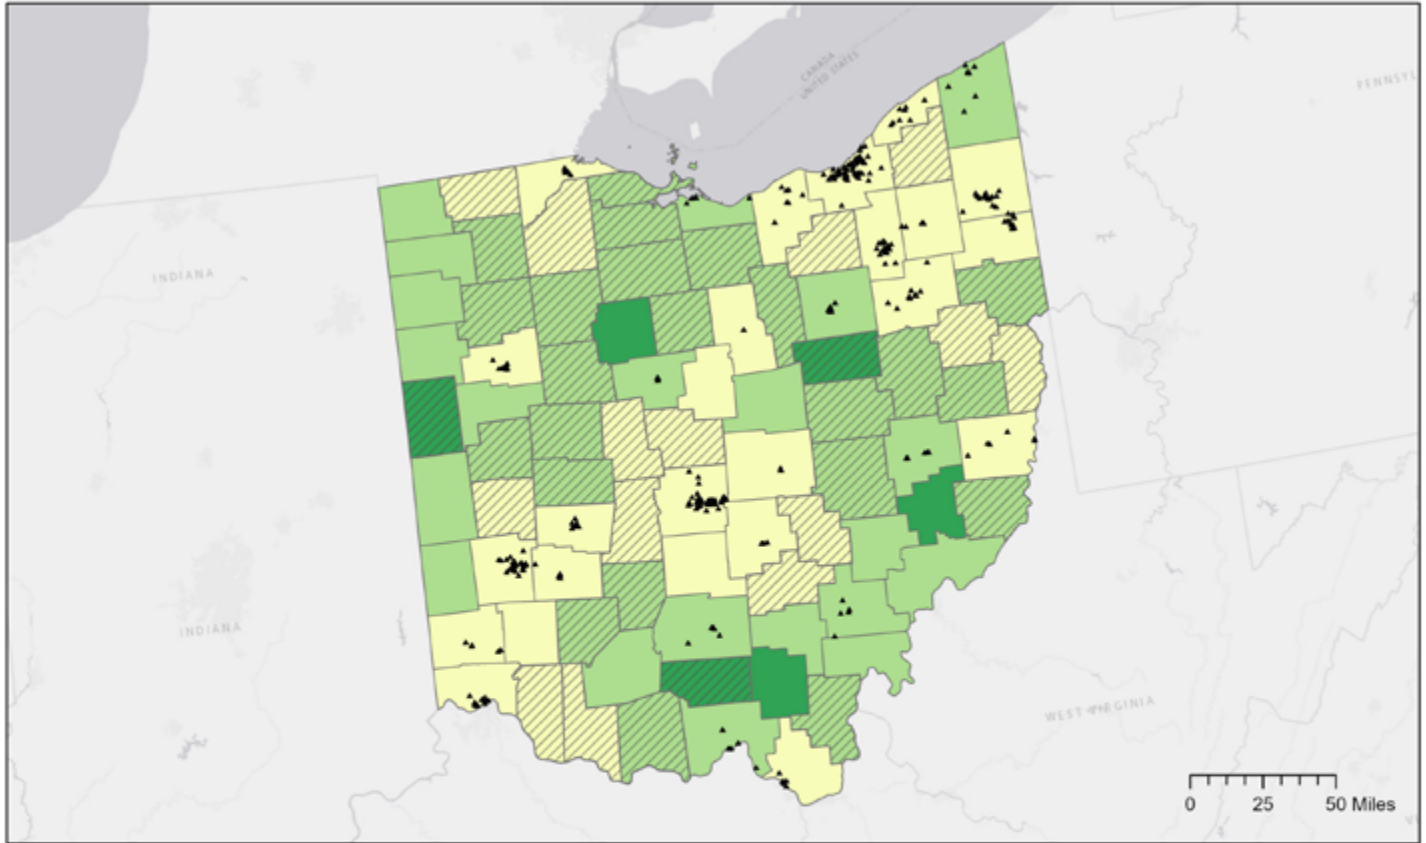 CANADA
UNITED STATES
PENNSYL
INDIANA
INDIANA
WEST VIRGINIA
0 25 50 Miles